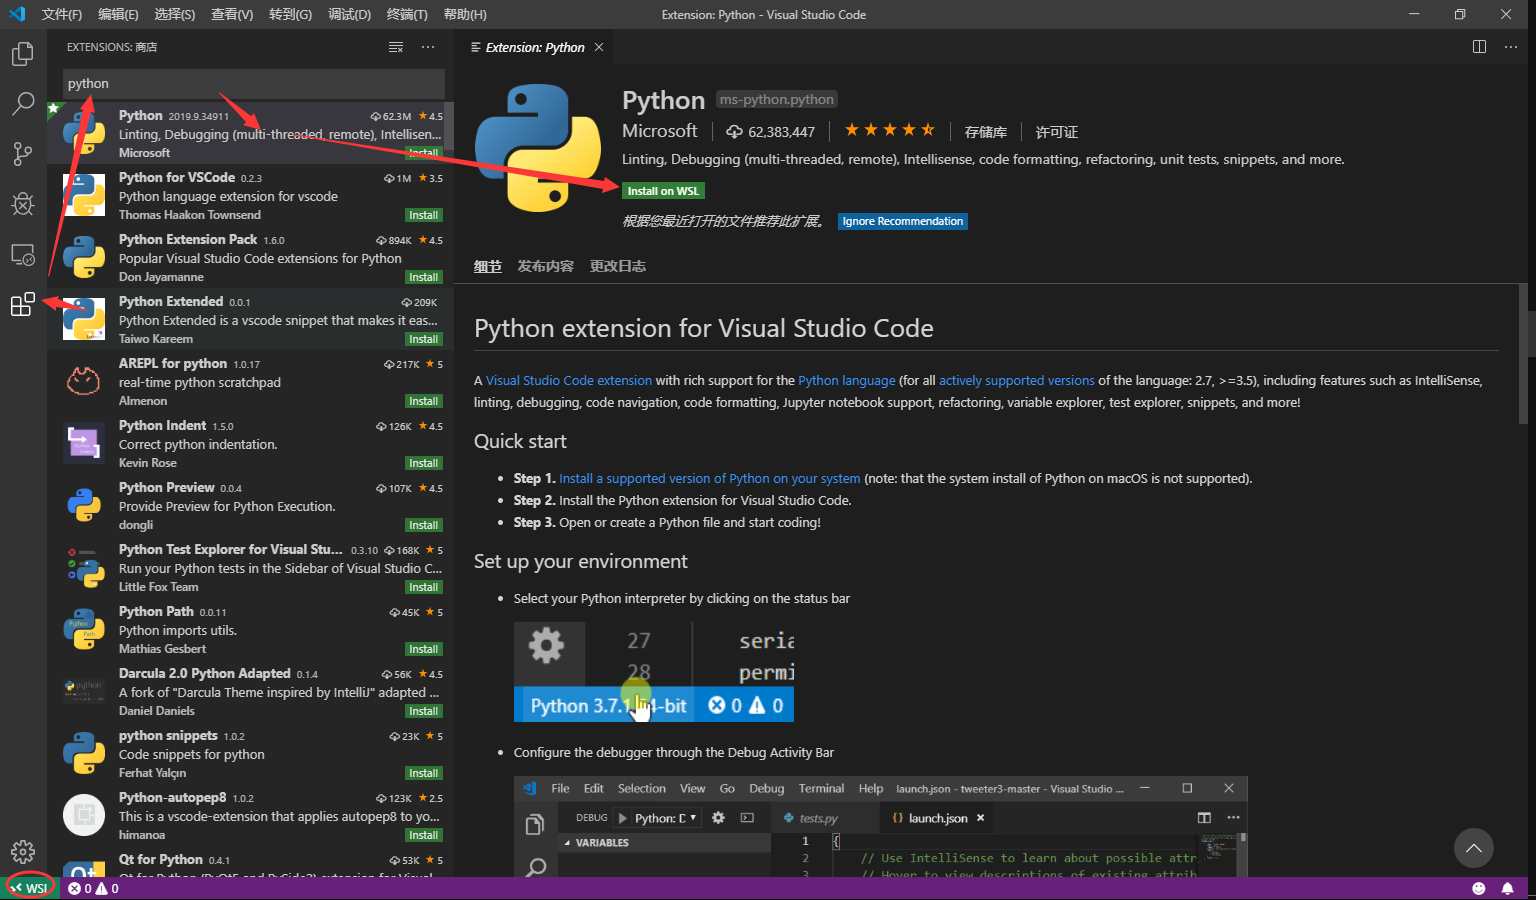 文件(F) 编辑(E) 选择(S) 查看(V) 转到(G) 调试(D) 终端(T) 帮助(H) Extension: Python - Visual Studio Code
EXTENSIONS: 商店
python
Python 2019.9.34911 62.3M 4.5
Linting, Debugging (multi-threaded, remote), Intellisen...
Microsoft Install
Python for VSCode 0.2.3 1M 3.5
Python language extension for vscode
Thomas Haakon Townsend Install
Python Extension Pack 1.6.0 894K 4.5
Popular Visual Studio Code extensions for Python
Don Jayamanne Install
Python Extended 0.0.1 209K
Python Extended is a vscode snippet that makes it eas...
Taiwo Kareem Install
AREPL for python 1.0.17 217K 5
real-time python scratchpad
Almenon Install
Python Indent 1.5.0 126K 4.5
Correct python indentation.
Kevin Rose Install
Python Preview 0.0.4 107K 4.5
Provide Preview for Python Execution.
dongli Install
Python Test Explorer for Visual Stu... 0.3.10 168K 5
Run your Python tests in the Sidebar of Visual Studio C...
Little Fox Team Install
Python Path 0.0.11 45K 5
Python imports utils.
Mathias Gesbert Install
Darcula 2.0 Python Adapted 0.1.4 56K 4.5
A fork of "Darcula Theme inspired by IntelliJ" adapted ...
Daniel Daniels Install
python snippets 1.0.2 23K 5
Code snippets for python
Ferhat Yalçın Install
Python-autopep8 1.0.2 123K 2.5
This is a vscode-extension that applies autopep8 to yo...
himanoa Install
Qt for Python 0.4.1 53K 5
Qt for Python (PyQt5 and PySide2) extension for Visual
Extension: Python
Python ms-python.python
Microsoft 62,383,447 存储库 许可证
Linting, Debugging (multi-threaded, remote), Intellisense, code formatting, refactoring, unit tests, snippets, and more.
Install on WSL
根据您最近打开的文件推荐此扩展。 Ignore Recommendation
细节 发布内容 更改日志
Python extension for Visual Studio Code
A Visual Studio Code extension with rich support for the Python language (for all actively supported versions of the language: 2.7, >=3.5), including features such as IntelliSense,
linting, debugging, code navigation, code formatting, Jupyter notebook support, refactoring, variable explorer, test explorer, snippets, and more!
Quick start
• Step 1. Install a supported version of Python on your system (note: that the system install of Python on macOS is not supported).
• Step 2. Install the Python extension for Visual Studio Code.
• Step 3. Open or create a Python file and start coding!
Set up your environment
• Select your Python interpreter by clicking on the status bar
27 seria
28 permi
Python 3.7.1 64-bit 0 0
• Configure the debugger through the Debug Activity Bar
File Edit Selection View Go Debug Terminal Help launch.json - tweeter3-master - Visual Studio ...
DEBUG Python: D tests.py {} launch.json
VARIABLES
1 {
2 // Use IntelliSense to learn about possible attr
3 // Hover to view descriptions of existing attrib
WSL 0 0